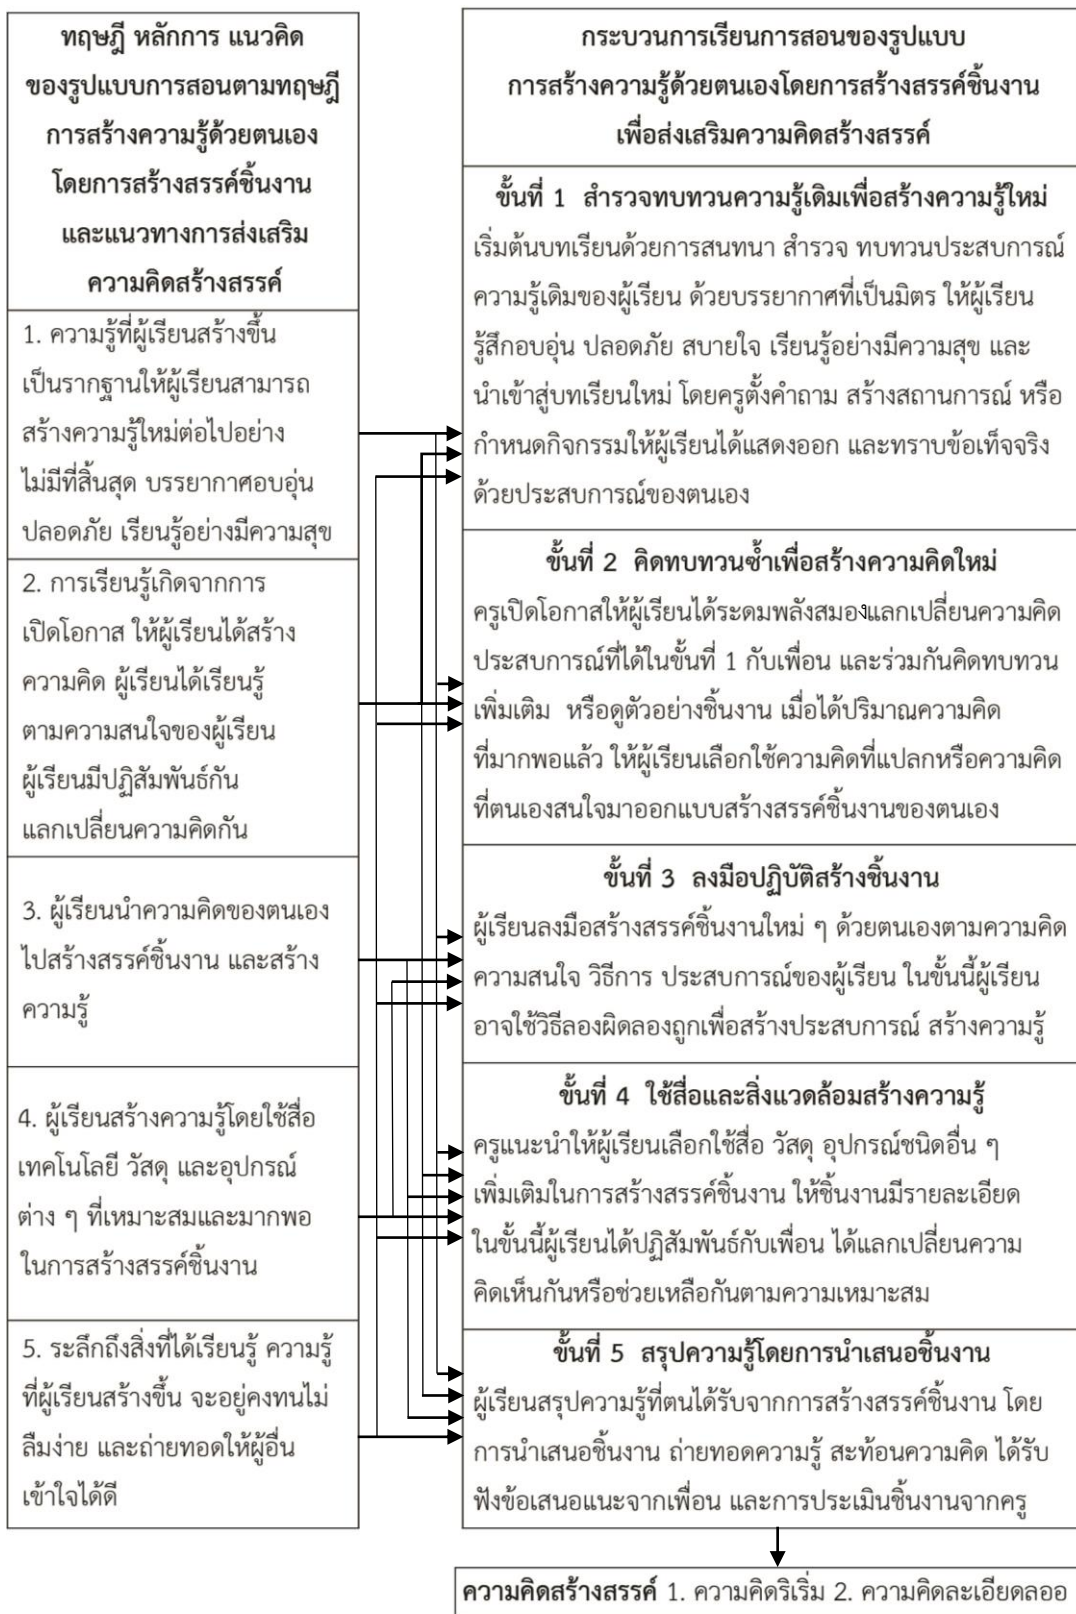 ทฤษฎี หลักการ แนวคิด
ของรูปแบบการสอนตามทฤษฎี
การสร้างความรู้ด้วยตนเอง
โดยการสร้างสรรค์ชิ้นงาน
และแนวทางการส่งเสริม
ความคิดสร้างสรรค์
1. ความรู้ที่ผู้เรียนสร้างขึ้น
เป็นรากฐานให้ผู้เรียนสามารถ
สร้างความรู้ใหม่ต่อไปอย่าง
ไม่มีที่สิ้นสุด บรรยากาศอบอุ่น
ปลอดภัย เรียนรู้อย่างมีความสุข
2. การเรียนรู้เกิดจากการ
เปิดโอกาส ให้ผู้เรียนได้สร้าง
ความคิด ผู้เรียนได้เรียนรู้
ตามความสนใจของผู้เรียน
ผู้เรียนมีปฏิสัมพันธ์กัน
แลกเปลี่ยนความคิดกัน
3. ผู้เรียนนำความคิดของตนเอง
ไปสร้างสรรค์ชิ้นงาน และสร้าง
ความรู้
4. ผู้เรียนสร้างความรู้โดยใช้สื่อ
เทคโนโลยี วัสดุ และอุปกรณ์
ต่าง ๆ ที่เหมาะสมและมากพอ
ในการสร้างสรรค์ชิ้นงาน
5. ระลึกถึงสิ่งที่ได้เรียนรู้ ความรู้
ที่ผู้เรียนสร้างขึ้น จะอยู่คงทนไม่
ลืมง่าย และถ่ายทอดให้ผู้อื่น
เข้าใจได้ดี
กระบวนการเรียนการสอนของรูปแบบ
การสร้างความรู้ด้วยตนเองโดยการสร้างสรรค์ชิ้นงาน
เพื่อส่งเสริมความคิดสร้างสรรค์
ขั้นที่ 1 สำรวจทบทวนความรู้เดิมเพื่อสร้างความรู้ใหม่
เริ่มต้นบทเรียนด้วยการสนทนา สำรวจ ทบทวนประสบการณ์
ความรู้เดิมของผู้เรียน ด้วยบรรยากาศที่เป็นมิตร ให้ผู้เรียน
รู้สึกอบอุ่น ปลอดภัย สบายใจ เรียนรู้อย่างมีความสุข และ
นำเข้าสู่บทเรียนใหม่ โดยครูตั้งคำถาม สร้างสถานการณ์ หรือ
กำหนดกิจกรรมให้ผู้เรียนได้แสดงออก และทราบข้อเท็จจริง
ด้วยประสบการณ์ของตนเอง
ขั้นที่ 2 คิดทบทวนซ้ำเพื่อสร้างความคิดใหม่
ครูเปิดโอกาสให้ผู้เรียนได้ระดมพลังสมองแลกเปลี่ยนความคิด
ประสบการณ์ที่ได้ในขั้นที่ 1 กับเพื่อน และร่วมกันคิดทบทวน
เพิ่มเติม หรือดูตัวอย่างชิ้นงาน เมื่อได้ปริมาณความคิด
ที่มากพอแล้ว ให้ผู้เรียนเลือกใช้ความคิดที่แปลกหรือความคิด
ที่ตนเองสนใจมาออกแบบสร้างสรรค์ชิ้นงานของตนเอง
ขั้นที่ 3 ลงมือปฏิบัติสร้างชิ้นงาน
ผู้เรียนลงมือสร้างสรรค์ชิ้นงานใหม่ ๆ ด้วยตนเองตามความคิด
ความสนใจ วิธีการ ประสบการณ์ของผู้เรียน ในขั้นนี้ผู้เรียน
อาจใช้วิธีลองผิดลองถูกเพื่อสร้างประสบการณ์ สร้างความรู้
ขั้นที่ 4 ใช้สื่อและสิ่งแวดล้อมสร้างความรู้
ครูแนะนำให้ผู้เรียนเลือกใช้สื่อ วัสดุ อุปกรณ์ชนิดอื่น ๆ
เพิ่มเติมในการสร้างสรรค์ชิ้นงาน ให้ชิ้นงานมีรายละเอียด
ในขั้นนี้ผู้เรียนได้ปฏิสัมพันธ์กับเพื่อน ได้แลกเปลี่ยนความ
คิดเห็นกันหรือช่วยเหลือกันตามความเหมาะสม
ขั้นที่ 5 สรุปความรู้โดยการนำเสนอชิ้นงาน
ผู้เรียนสรุปความรู้ที่ตนได้รับจากการสร้างสรรค์ชิ้นงาน โดย
การนำเสนอชิ้นงาน ถ่ายทอดความรู้ สะท้อนความคิด ได้รับ
ฟังข้อเสนอแนะจากเพื่อน และการประเมินชิ้นงานจากครู
ความคิดสร้างสรรค์ 1. ความคิดริเริ่ม 2. ความคิดละเอียดลออ